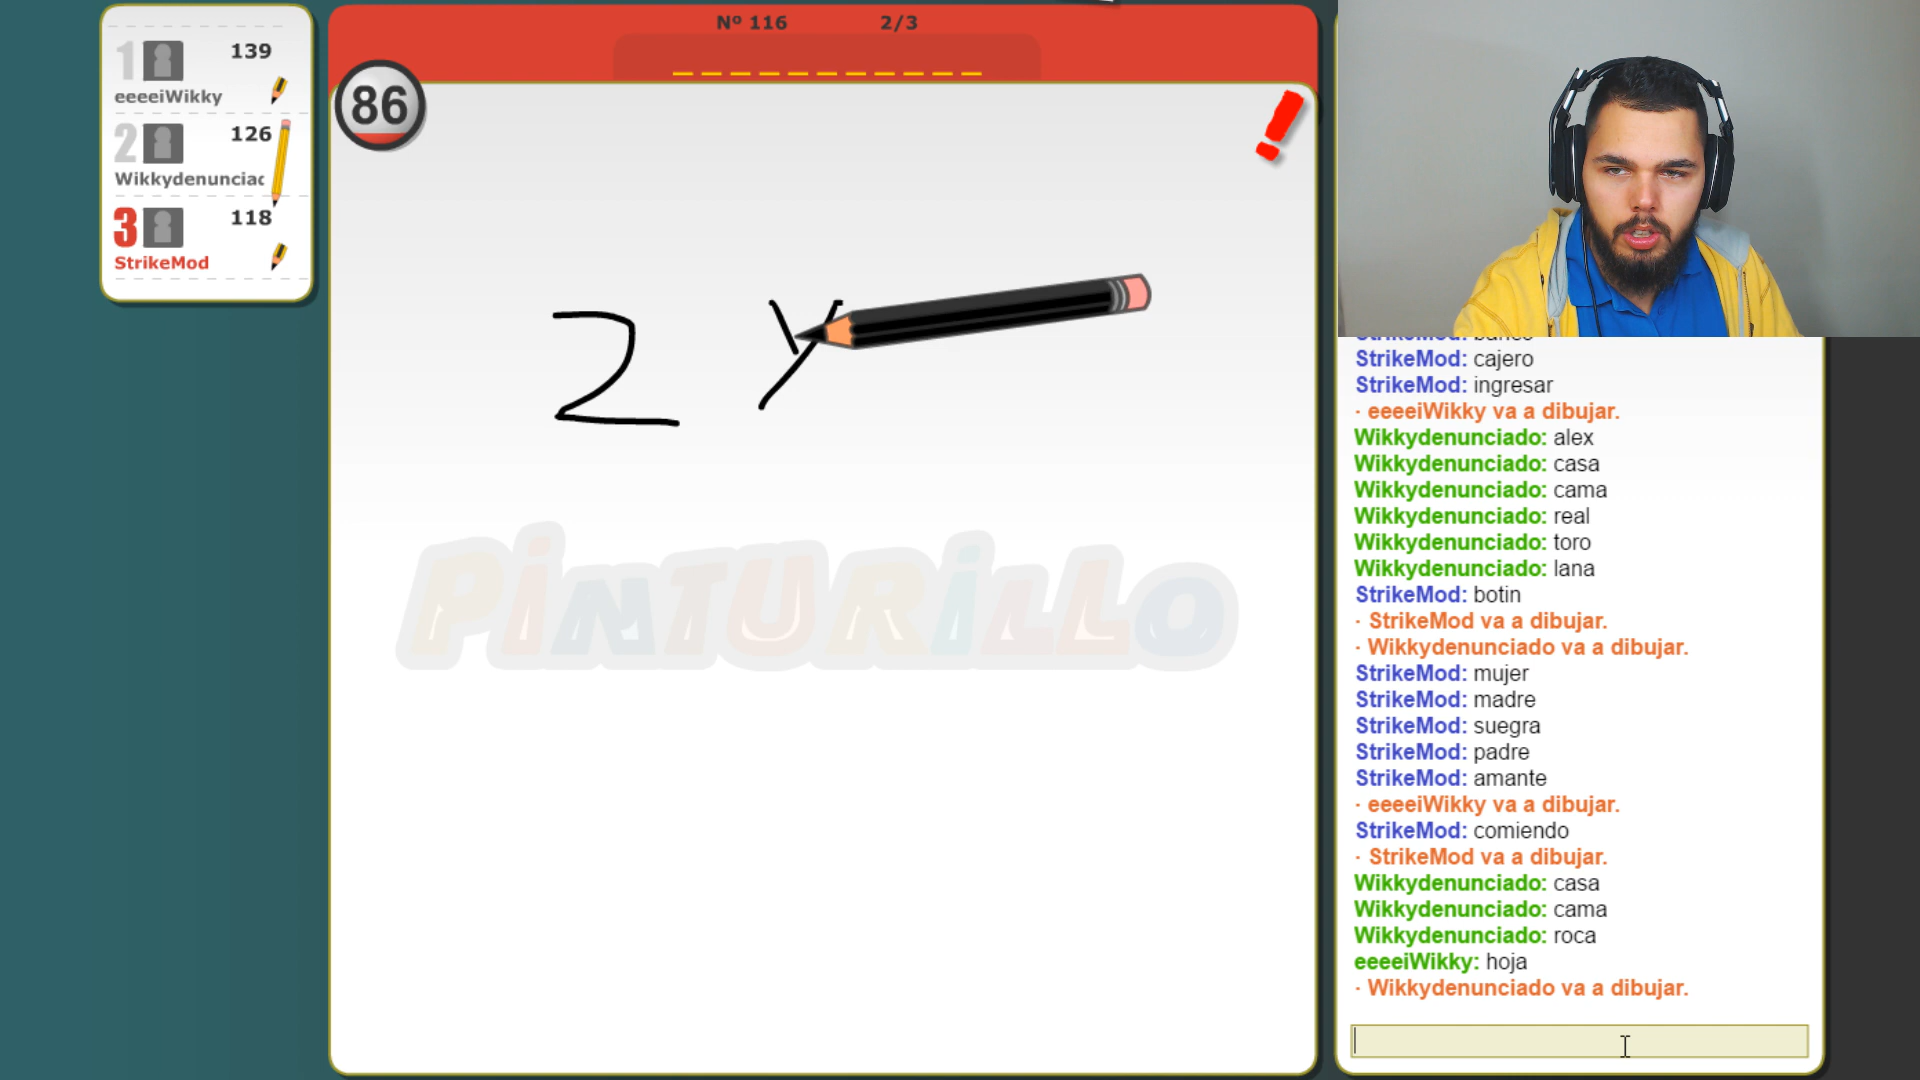 1 139
eeeeiWikky
2 126
Wikkydenunciac
3 118
StrikeMod
Nº 116 2/3
86
2 X
PINTURILLO
StrikeMod: cajero
StrikeMod: ingresar
· eeeeiWikky va a dibujar.
Wikkydenunciado: alex
Wikkydenunciado: casa
Wikkydenunciado: cama
Wikkydenunciado: real
Wikkydenunciado: toro
Wikkydenunciado: lana
StrikeMod: botin
· StrikeMod va a dibujar.
· Wikkydenunciado va a dibujar.
StrikeMod: mujer
StrikeMod: madre
StrikeMod: suegra
StrikeMod: padre
StrikeMod: amante
· eeeeiWikky va a dibujar.
StrikeMod: comiendo
· StrikeMod va a dibujar.
Wikkydenunciado: casa
Wikkydenunciado: cama
Wikkydenunciado: roca
eeeeiWikky: hoja
· Wikkydenunciado va a dibujar.